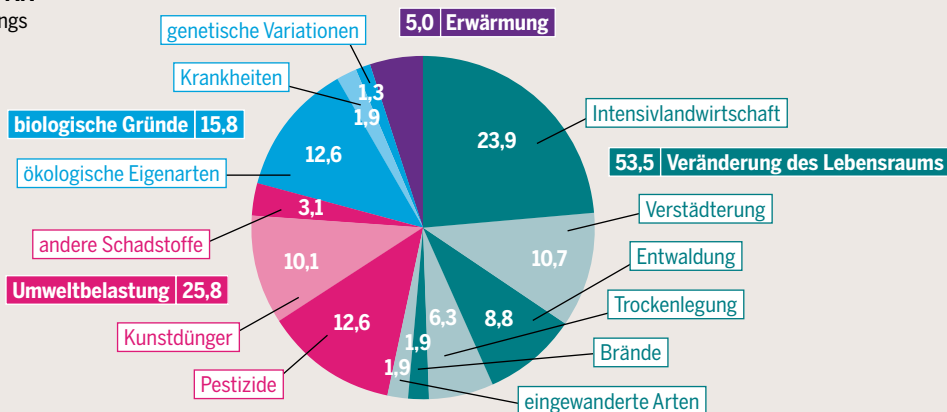 ngs
5,0 Erwärmung
genetische Variationen
Krankheiten
biologische Gründe 15,8
ökologische Eigenarten
andere Schadstoffe
Umweltbelastung 25,8
Kunstdünger
Pestizide
1,3
1,9
12,6
3,1
10,1
12,6
1,9
1,9
6,3
8,8
10,7
23,9
Intensivlandwirtschaft
53,5 Veränderung des Lebensraums
Verstädterung
Entwaldung
Trockenlegung
Brände
eingewanderte Arten